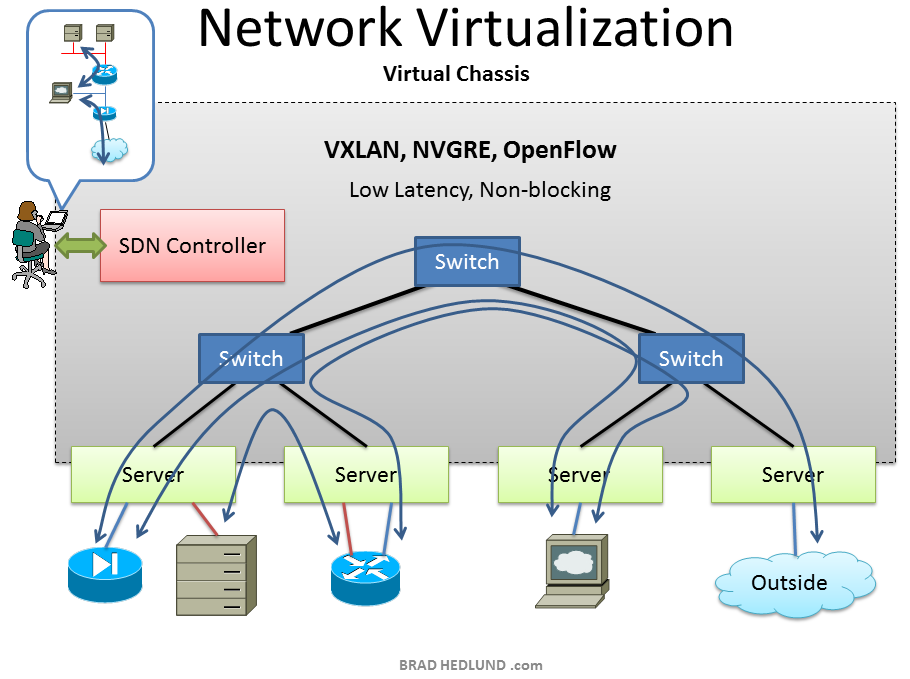 Network Virtualization
Virtual Chassis
VXLAN, NVGRE, OpenFlow
Low Latency, Non-blocking
SDN Controller
Switch
Switch
Switch
Server
Server
Server
Server
Outside
BRAD HEDLUND .com